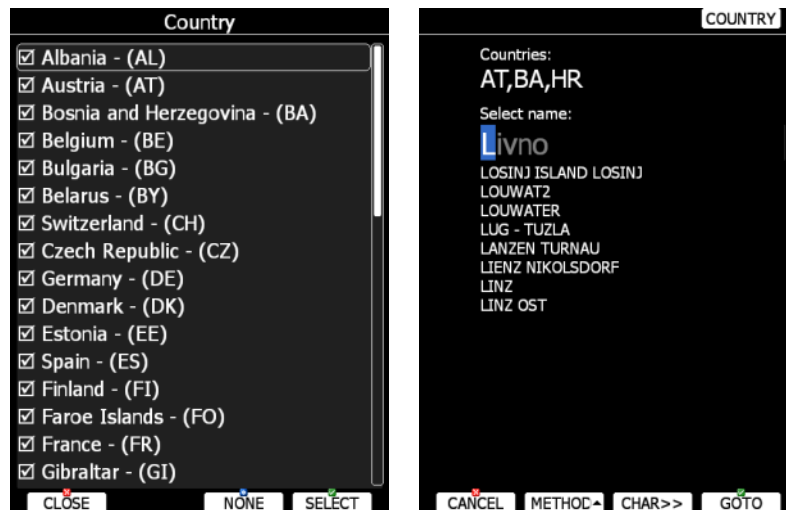 Country
Albania - (AL)
Austria - (AT)
Bosnia and Herzegovina - (BA)
Belgium - (BE)
Bulgaria - (BG)
Belarus - (BY)
Switzerland - (CH)
Czech Republic - (CZ)
Germany - (DE)
Denmark - (DK)
Estonia - (EE)
Spain - (ES)
Finland - (FI)
Faroe Islands - (FO)
France - (FR)
Gibraltar - (GI)
CLOSE NONE SELECT
COUNTRY
Countries:
AT,BA,HR
Select name:
Livno
LOSINJ ISLAND LOSINJ
LOUWAT2
LOUWATER
LUG - TUZLA
LANZEN TURNAU
LIENZ NIKOLSDORF
LINZ
LINZ OST
CANCEL METHOD CHAR>> GOTO